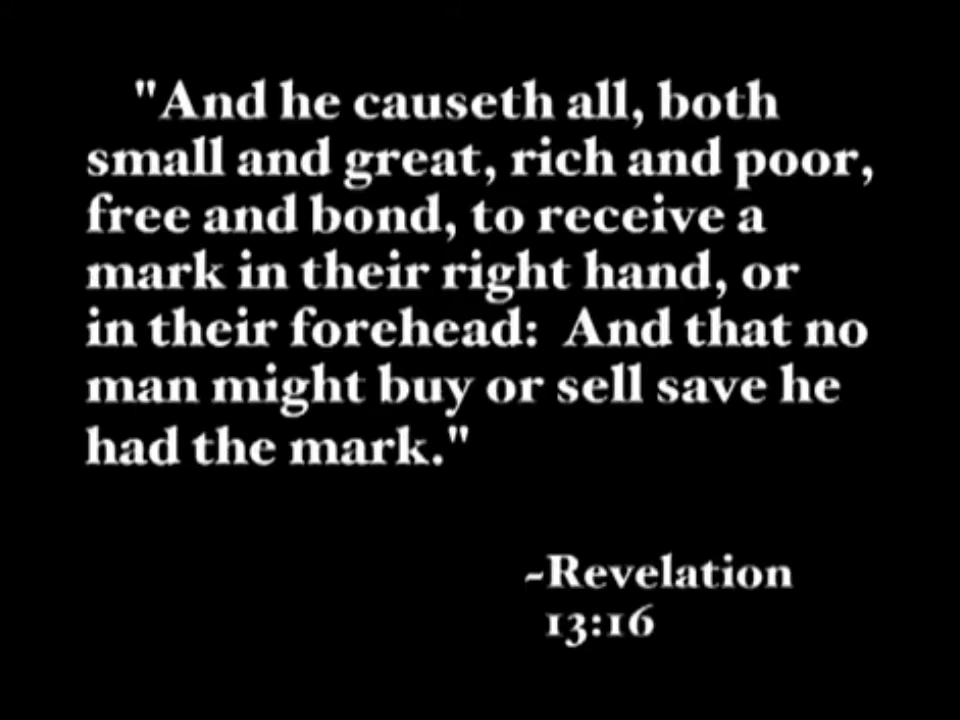 "And he causeth all, both
small and great, rich and poor,
free and bond, to receive a
mark in their right hand, or
in their forehead:  And that no
man might buy or sell save he
had the mark."
-Revelation
13:16